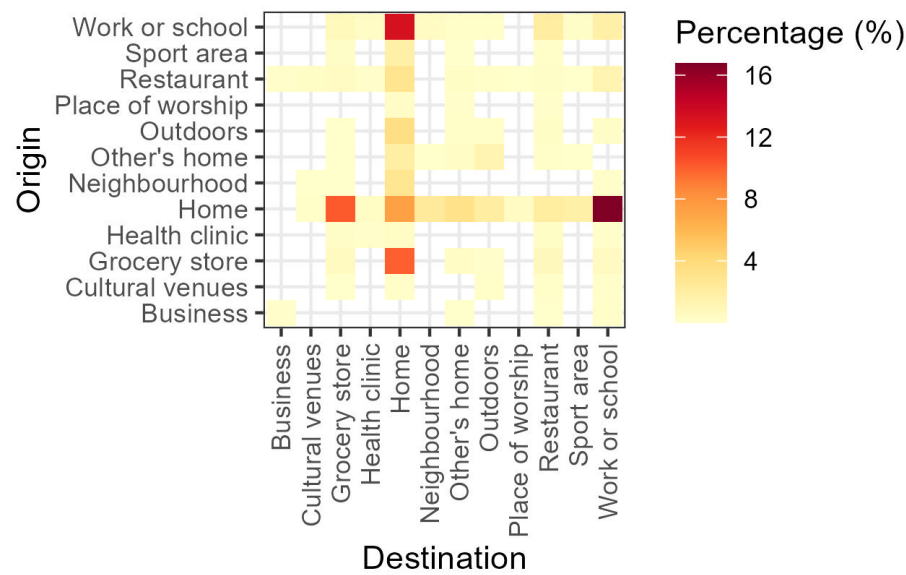 Origin
Work or school
Sport area
Restaurant
Place of worship
Outdoors
Other's home
Neighbourhood
Home
Health clinic
Grocery store
Cultural venues
Business
Business
Cultural venues
Grocery store
Health clinic
Home
Neighbourhood
Other's home
Outdoors
Place of worship
Restaurant
Sport area
Work or school
Destination
Percentage (%)
16
12
8
4